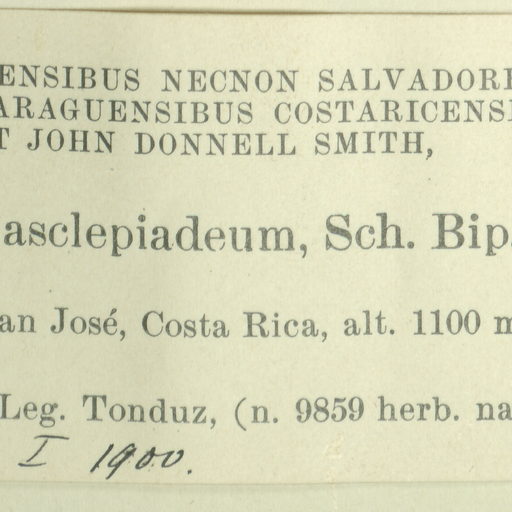 ENSIBUS NECNON SALVADORE
ARAGUENSIBUS COSTARICENSI
T JOHN DONNELL SMITH,
asclepiadeum, Sch. Bip.
an José, Costa Rica, alt. 1100 m
Leg. Tonduz, (n. 9859 herb. na
I 1900.